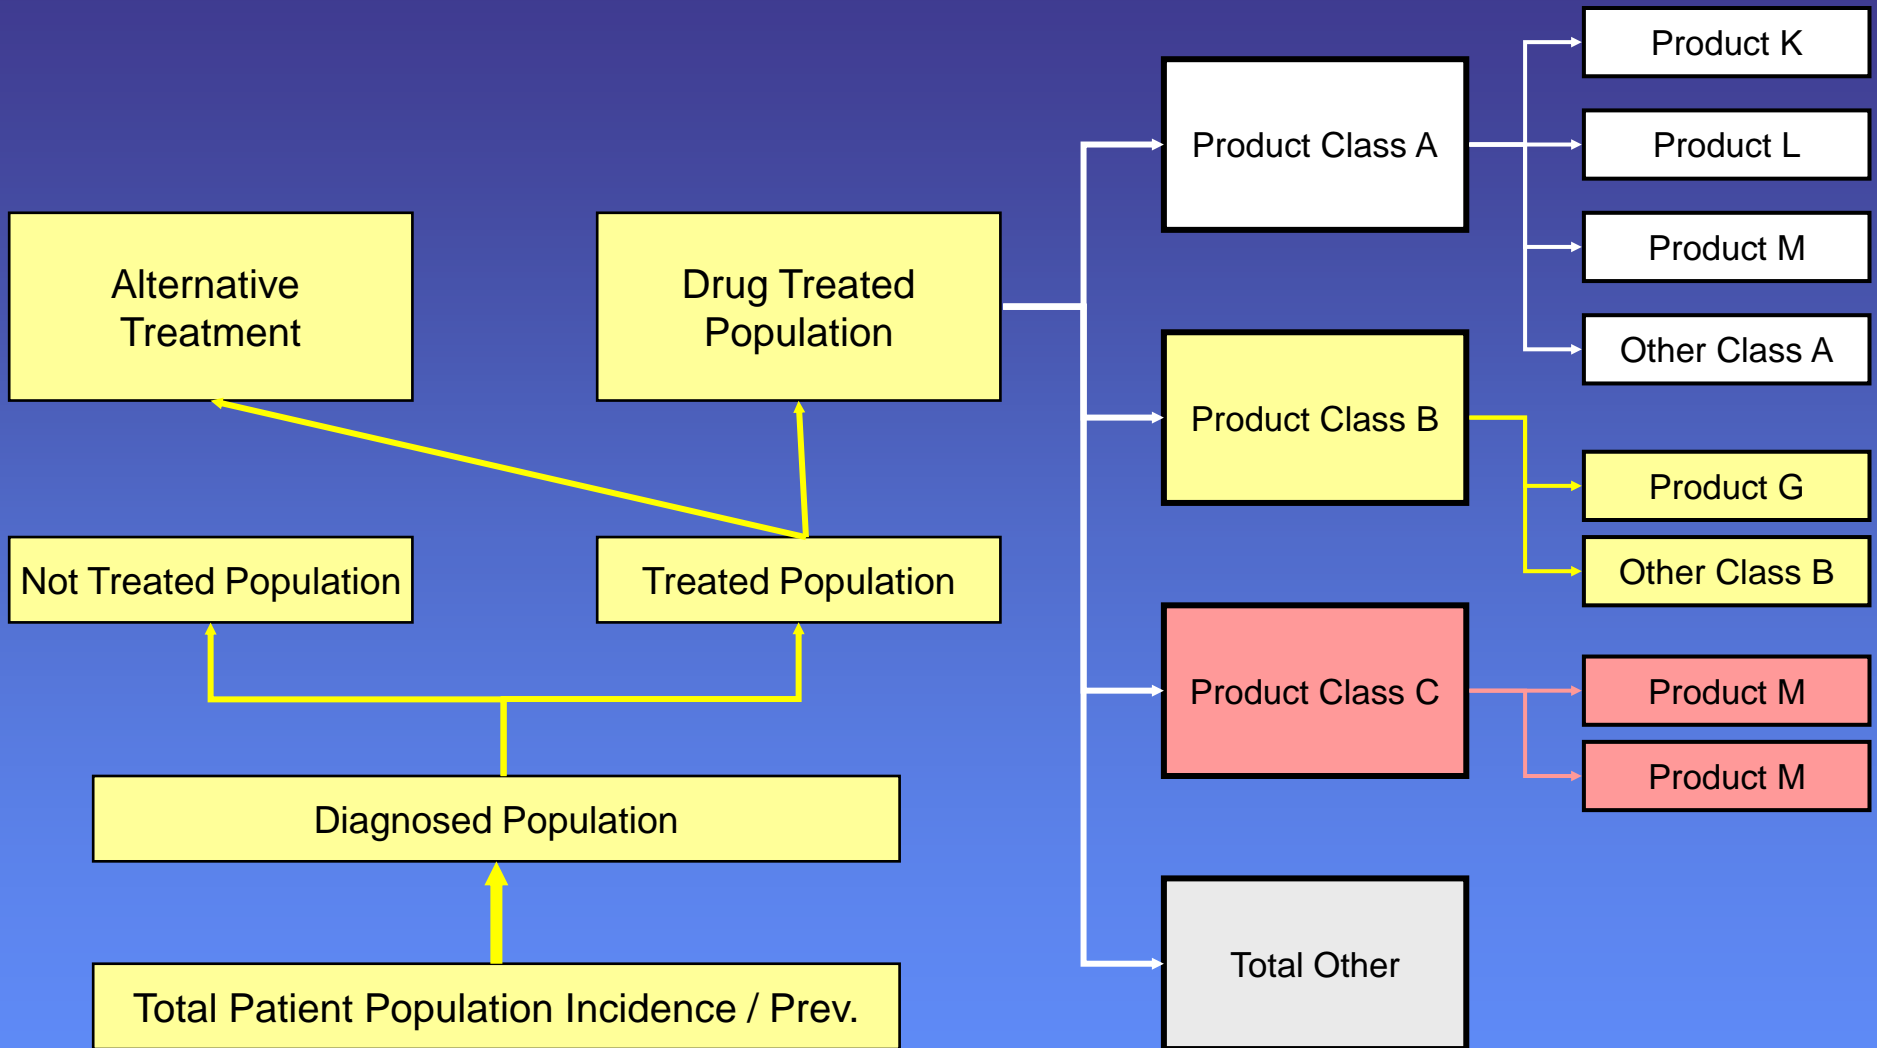 Product K
Product Class A
Product L
Product M
Other Class A
Alternative
Treatment
Drug Treated
Population
Product Class B
Product G
Other Class B
Not Treated Population
Treated Population
Product Class C
Product M
Product M
Diagnosed Population
Total Other
Total Patient Population Incidence / Prev.